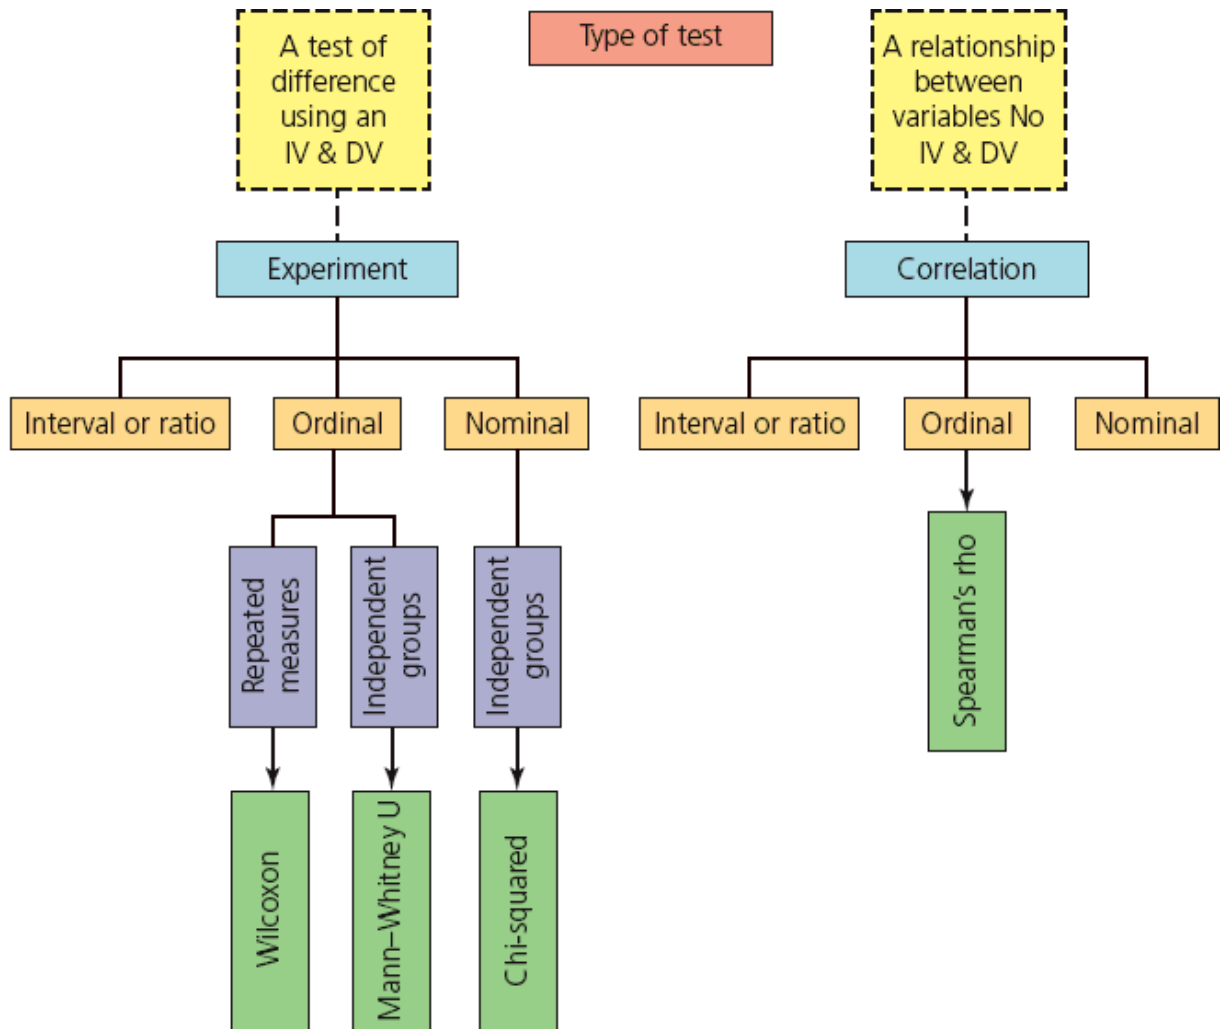 Type of test
A test of
difference
using an
IV & DV
A relationship
between
variables No
IV & DV
Experiment
Correlation
Interval or ratio
Ordinal
Nominal
Interval or ratio
Ordinal
Nominal
Repeated
measures
Independent
groups
Independent
groups
Spearman's rho
Wilcoxon
Mann–Whitney U
Chi-squared